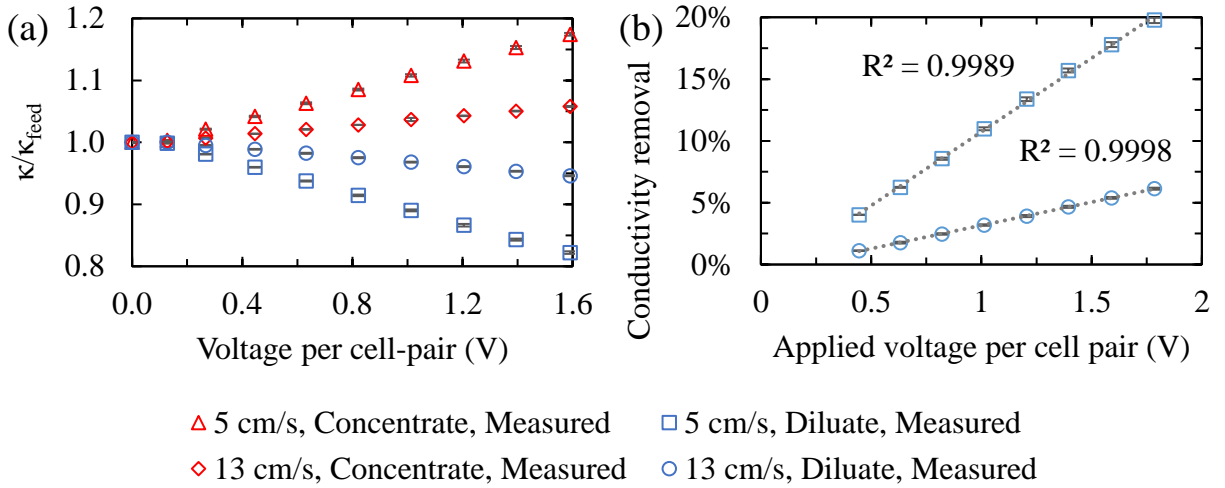 (a)
κ/κfeed
1.2
1.1
1.0
0.9
0.8
0.0 0.4 0.8 1.2 1.6
Voltage per cell-pair (V)
(b)
Conductivity removal
20%
15%
10%
5%
0%
R² = 0.9989
R² = 0.9998
0 0.5 1 1.5 2
Applied voltage per cell pair (V)
5 cm/s, Concentrate, Measured
5 cm/s, Diluate, Measured
13 cm/s, Concentrate, Measured
13 cm/s, Diluate, Measured